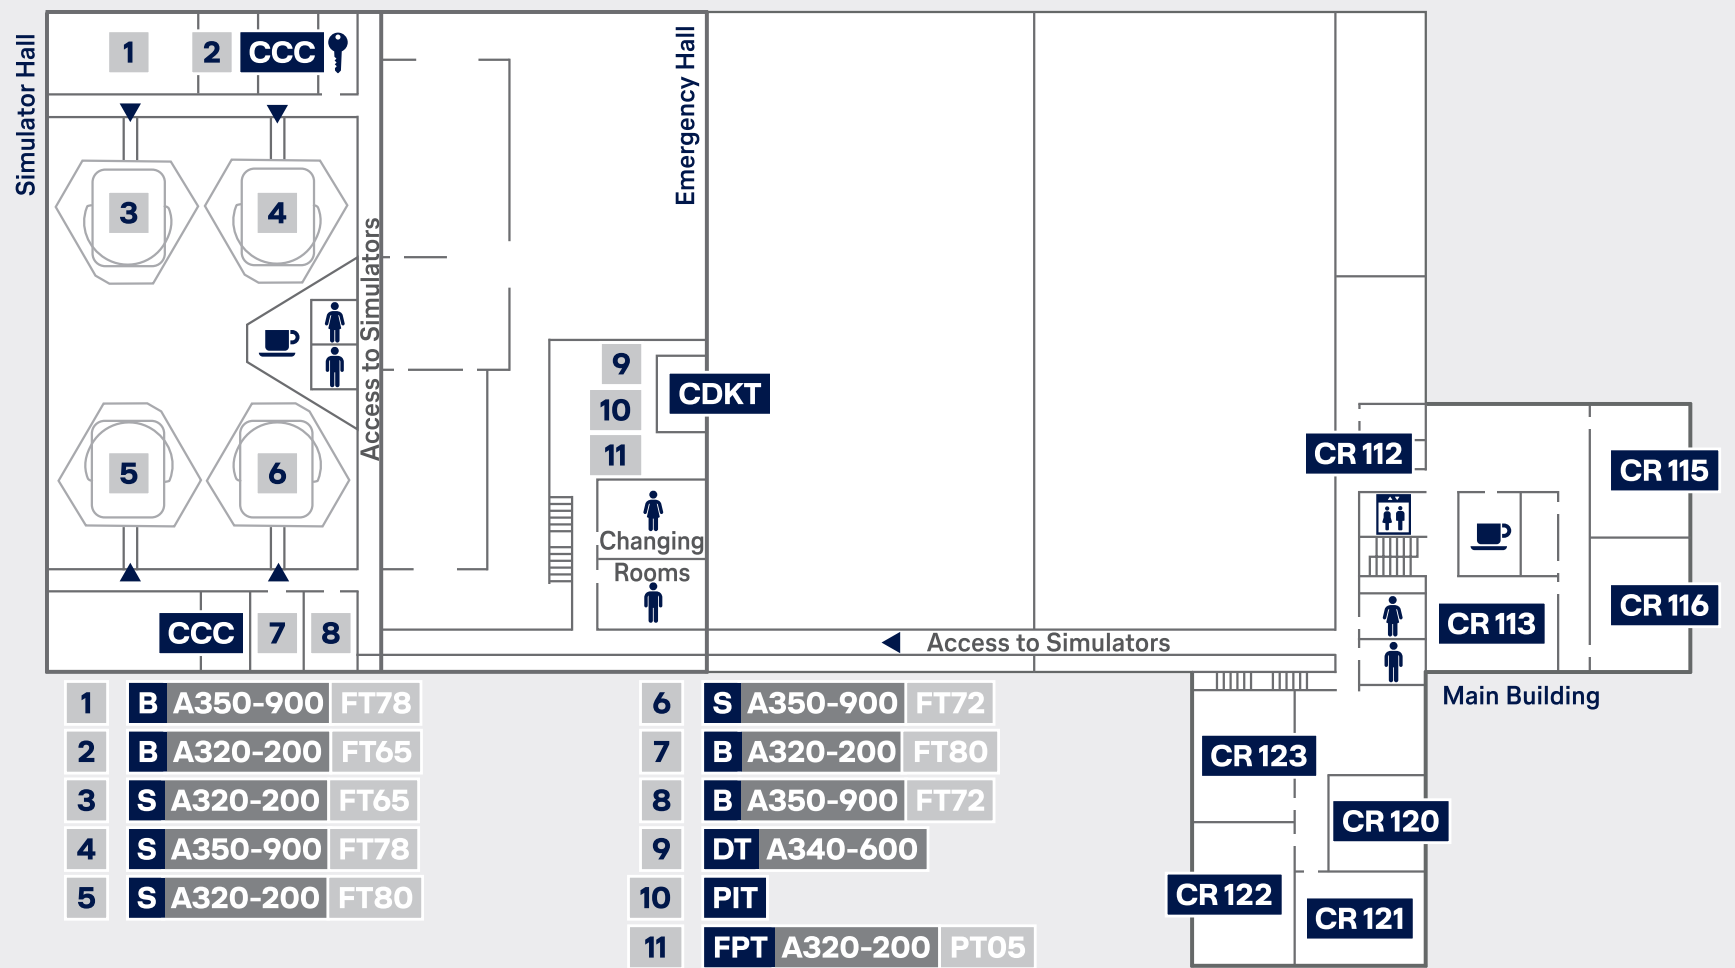 Simulator Hall
1
2
CCC
Emergency Hall
3
4
Access to Simulators
9
10
11
CDKT
5
6
Changing
Rooms
CCC
7
8
Access to Simulators
CR 112
CR 115
CR 116
CR 113
Main Building
CR 123
CR 120
CR 122
CR 121
1 B A350-900 FT78
2 B A320-200 FT65
3 S A320-200 FT65
4 S A350-900 FT78
5 S A320-200 FT80
6 S A350-900 FT72
7 B A320-200 FT80
8 B A350-900 FT72
9 DT A340-600
10 PIT
11 FPT A320-200 PT05